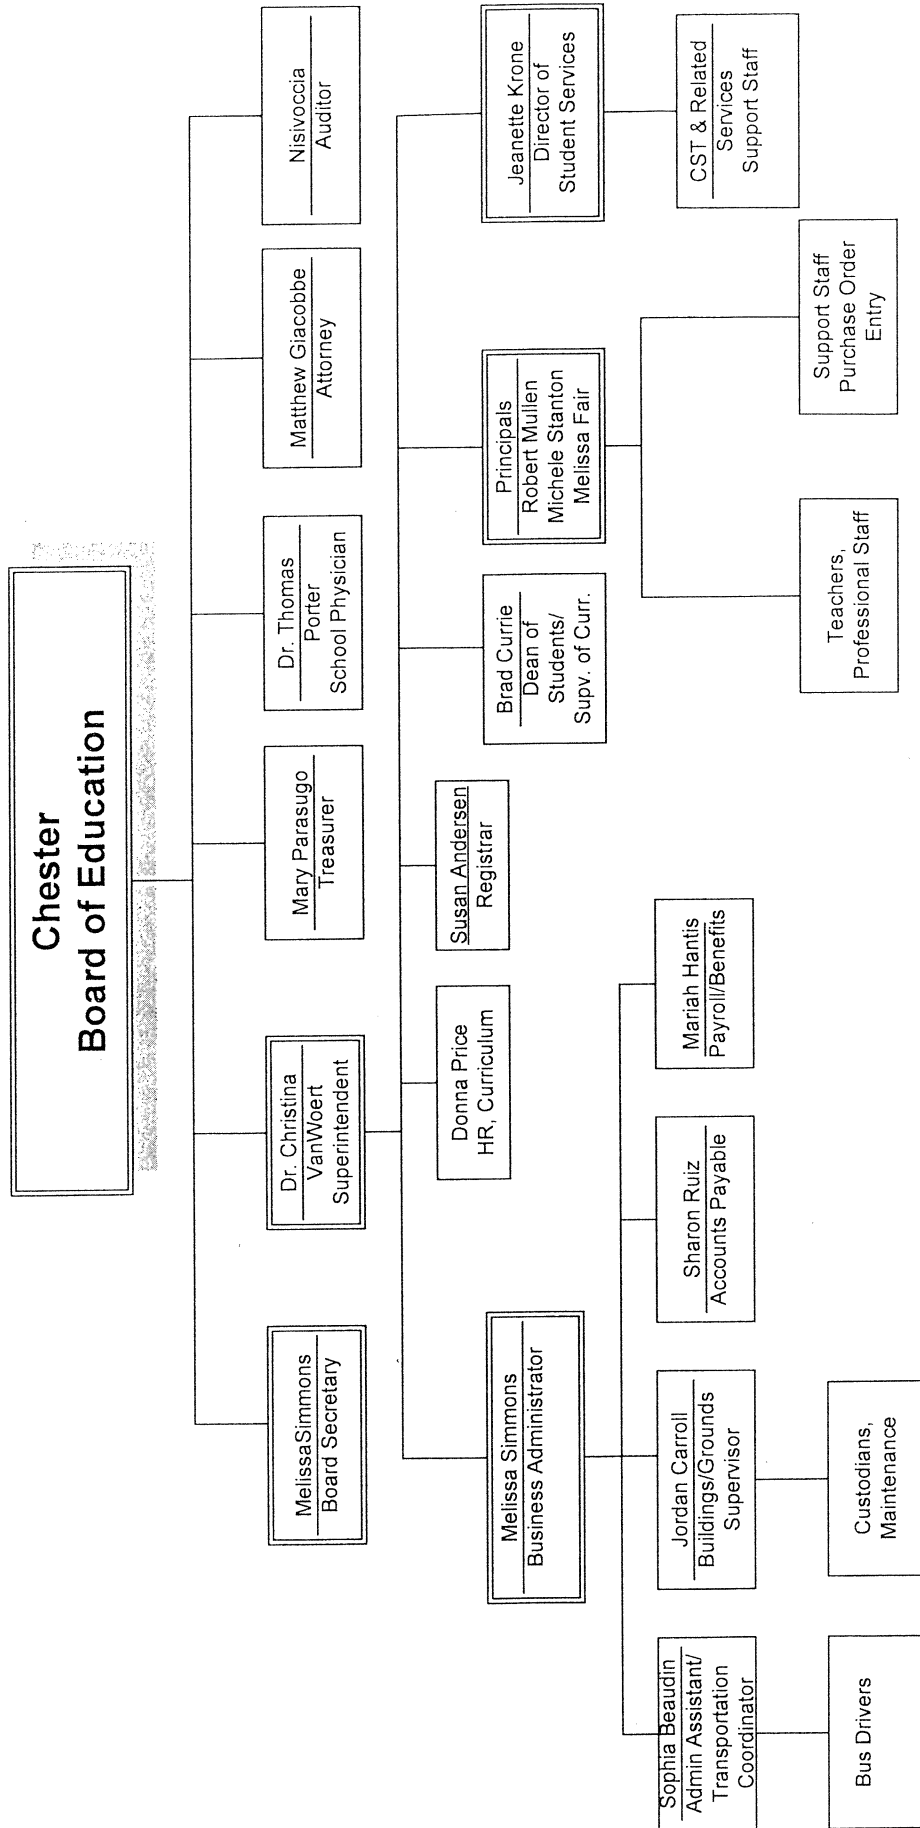 Chester
Board of Education
MelissaSimmons
Board Secretary
Dr. Christina
VanWoert
Superintendent
Mary Parasugo
Treasurer
Dr. Thomas
Porter
School Physician
Matthew Giacobbe
Attorney
Nisivoccia
Auditor
Melissa Simmons
Business Administrator
Donna Price
HR, Curriculum
Susan Andersen
Registrar
Brad Currie
Dean of
Students/
Supv. of Curr.
Principals
Robert Mullen
Michele Stanton
Melissa Fair
Jeanette Krone
Director of
Student Services
Sophia Beaudin
Admin Assistant/
Transportation
Coordinator
Jordan Carroll
Buildings/Grounds
Supervisor
Sharon Ruiz
Accounts Payable
Mariah Hantis
Payroll/Benefits
CST & Related
Services
Support Staff
Bus Drivers
Custodians,
Maintenance
Teachers,
Professional Staff
Support Staff
Purchase Order
Entry